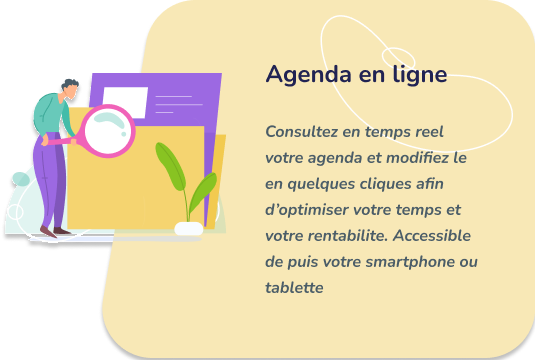 Agenda en ligne
Consultez en temps reel
votre agenda et modifiez le
en quelques cliques afin
d'optimiser votre temps et
votre rentabilite. Accessible
de puis votre smartphone ou
tablette